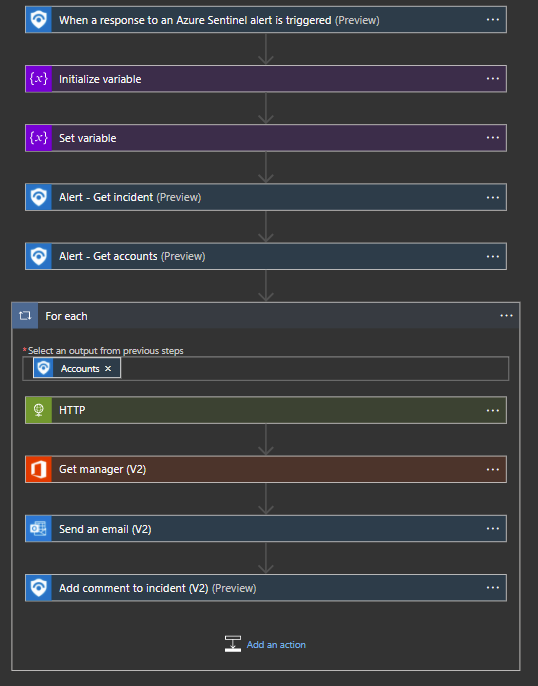 When a response to an Azure Sentinel alert is triggered (Preview)
{x} Initialize variable
{x} Set variable
Alert - Get incident (Preview)
Alert - Get accounts (Preview)
For each
*Select an output from previous steps
Accounts ×
HTTP
Get manager (V2)
Send an email (V2)
Add comment to incident (V2) (Preview)
Add an action